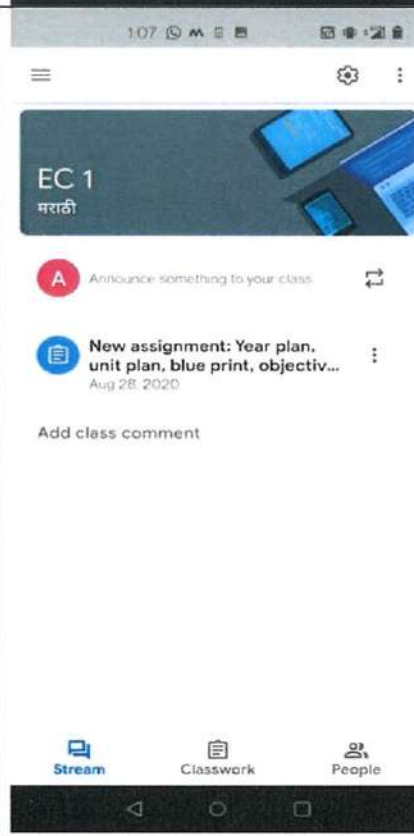 1:07
EC 1
मराठी
A Announce something to your class
New assignment: Year plan,
unit plan, blue print, objectiv...
Aug 28, 2020
Add class comment
Stream Classwork People